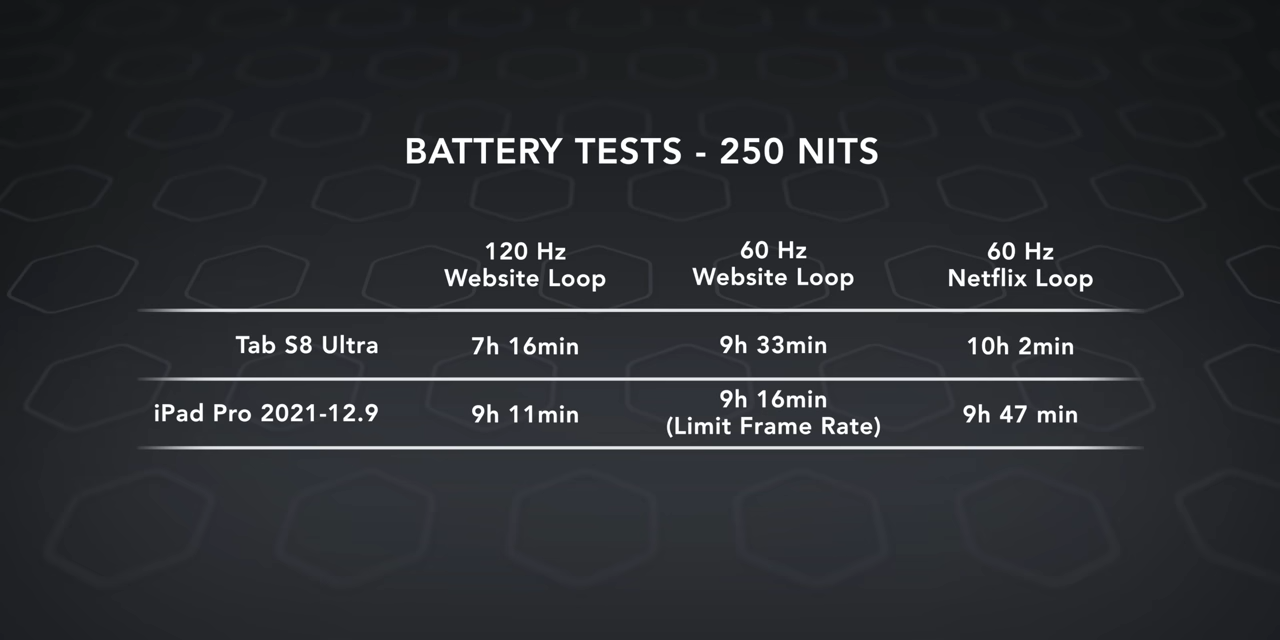 BATTERY TESTS - 250 NITS
120 Hz
Website Loop
60 Hz
Website Loop
60 Hz
Netflix Loop
Tab S8 Ultra
7h 16min
9h 33min
10h 2min
iPad Pro 2021-12.9
9h 11min
9h 16min
(Limit Frame Rate)
9h 47 min